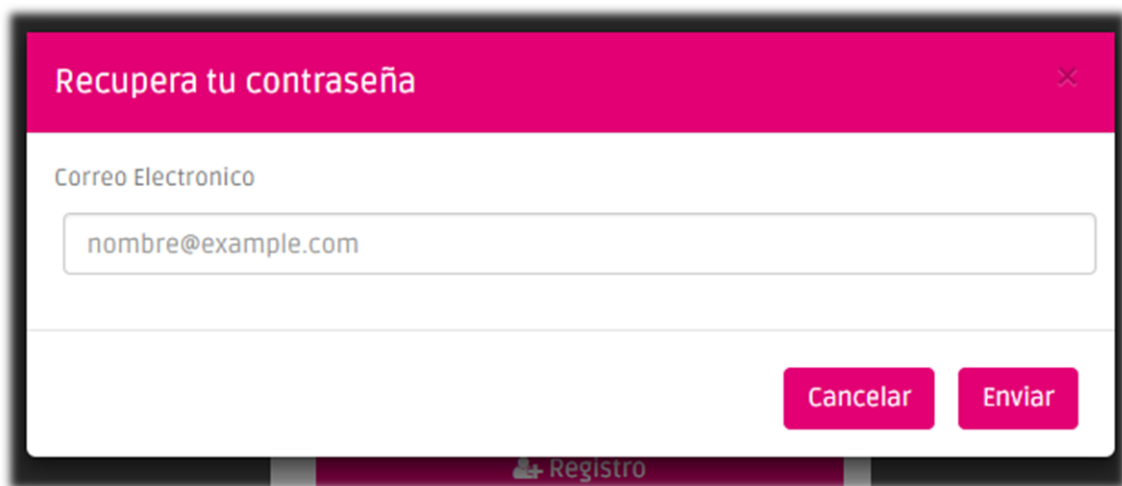 Recupera tu contraseña
×
Correo Electronico
nombre@example.com
Cancelar
Enviar
Registro